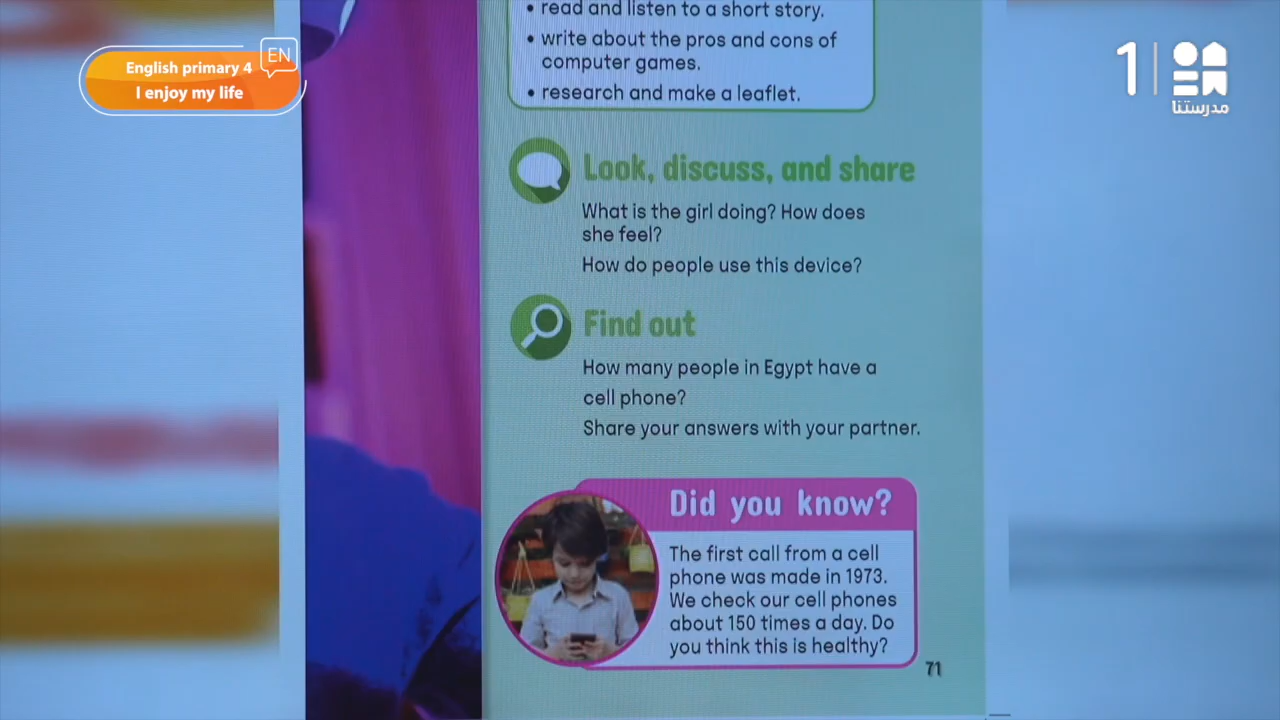 English primary 4
EN
I enjoy my life
1
مدرستنا
• read and listen to a short story.
• write about the pros and cons of
computer games.
• research and make a leaflet.
Look, discuss, and share
What is the girl doing? How does
she feel?
How do people use this device?
Find out
How many people in Egypt have a
cell phone?
Share your answers with your partner.
Did you know?
The first call from a cell
phone was made in 1973.
We check our cell phones
about 150 times a day. Do
you think this is healthy?
71